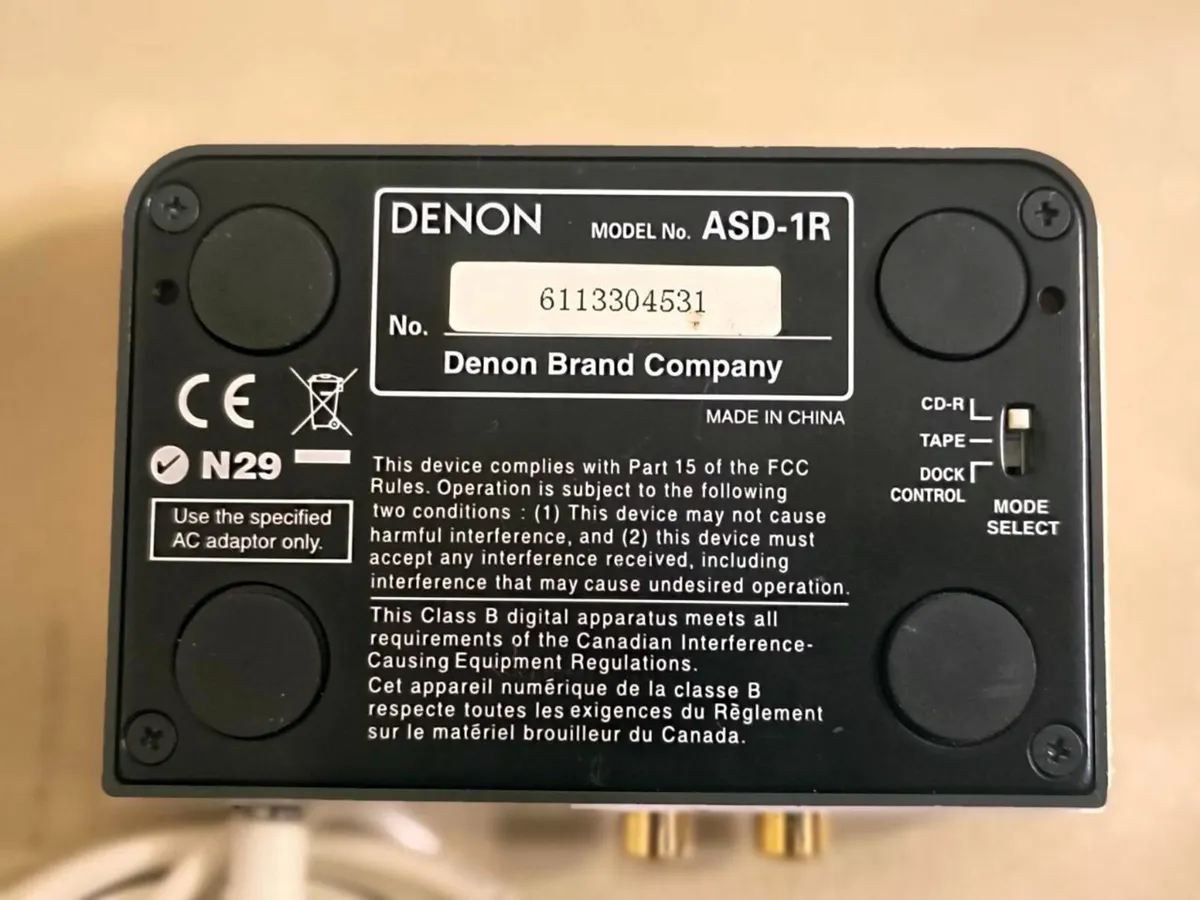 DENON MODEL No. ASD-1R
6113304531
No.
Denon Brand Company
MADE IN CHINA
CE
N29
Use the specified
AC adaptor only.
This device complies with Part 15 of the FCC
Rules. Operation is subject to the following
two conditions : (1) This device may not cause
harmful interference, and (2) this device must
accept any interference received, including
interference that may cause undesired operation.
This Class B digital apparatus meets all
requirements of the Canadian Interference-
Causing Equipment Regulations.
Cet appareil numérique de la classe B
respecte toutes les exigences du Règlement
sur le matériel brouilleur du Canada.
CD-R
TAPE
DOCK
CONTROL
MODE
SELECT